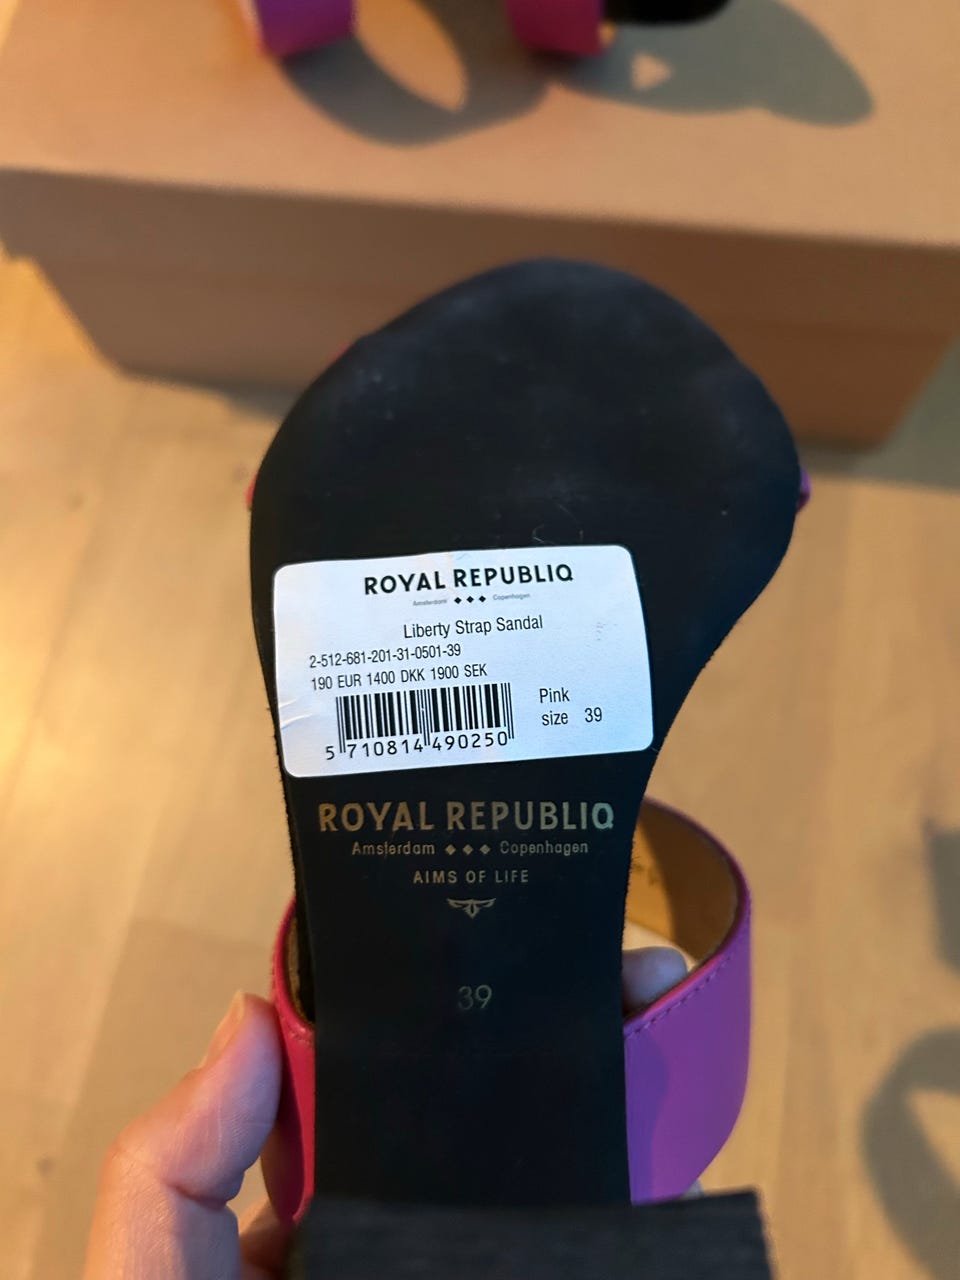 ROYAL REPUBLIQ
Amsterdam ◆ ◆ ◆ Copenhagen
Liberty Strap Sandal
2-512-681-201-31-0501-39
190 EUR 1400 DKK 1900 SEK
Pink
size 39
5 710814 490250
ROYAL REPUBLIQ
Amsterdam ◆ ◆ ◆ Copenhagen
AIMS OF LIFE
39